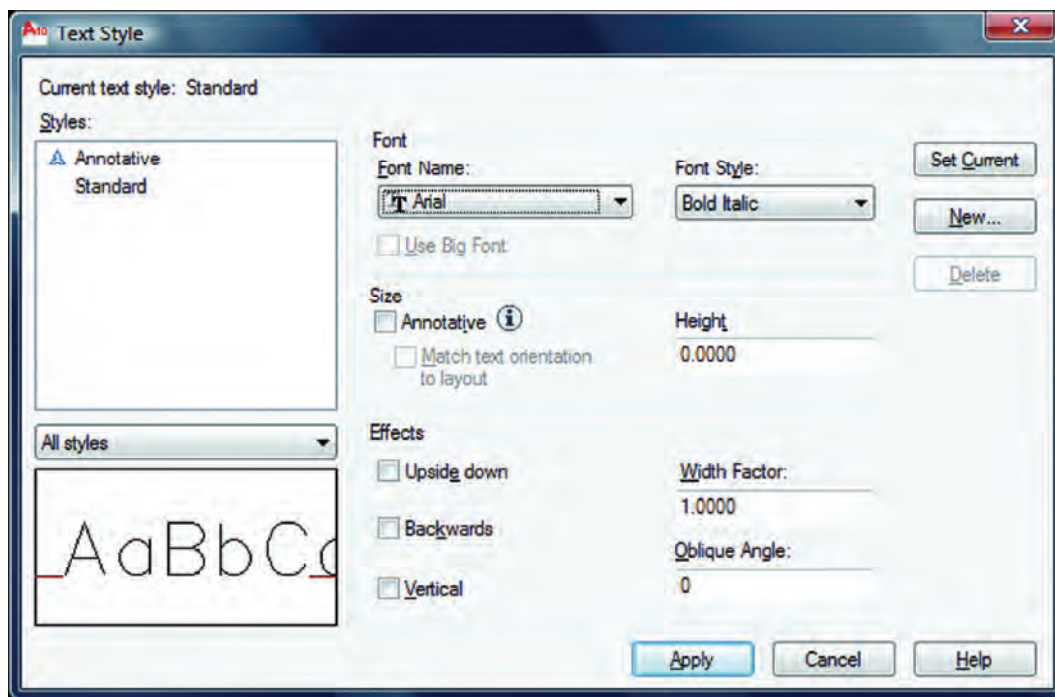 A10 Text Style
Current text style: Standard
Styles:
Annotative
Standard
All styles
AaBbC
Font
Font Name:
Arial
Use Big Font
Font Style:
Bold Italic
Size
Annotative
Match text orientation
to layout
Height
0.0000
Effects
Upside down
Backwards
Vertical
Width Factor:
1.0000
Oblique Angle:
0
Set Current
New...
Delete
Apply
Cancel
Help